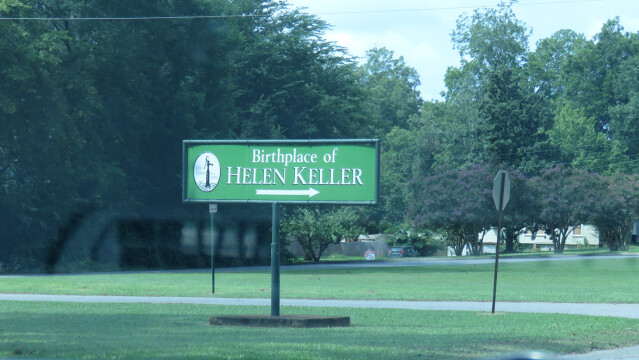 Birthplace of
HELEN KELLER